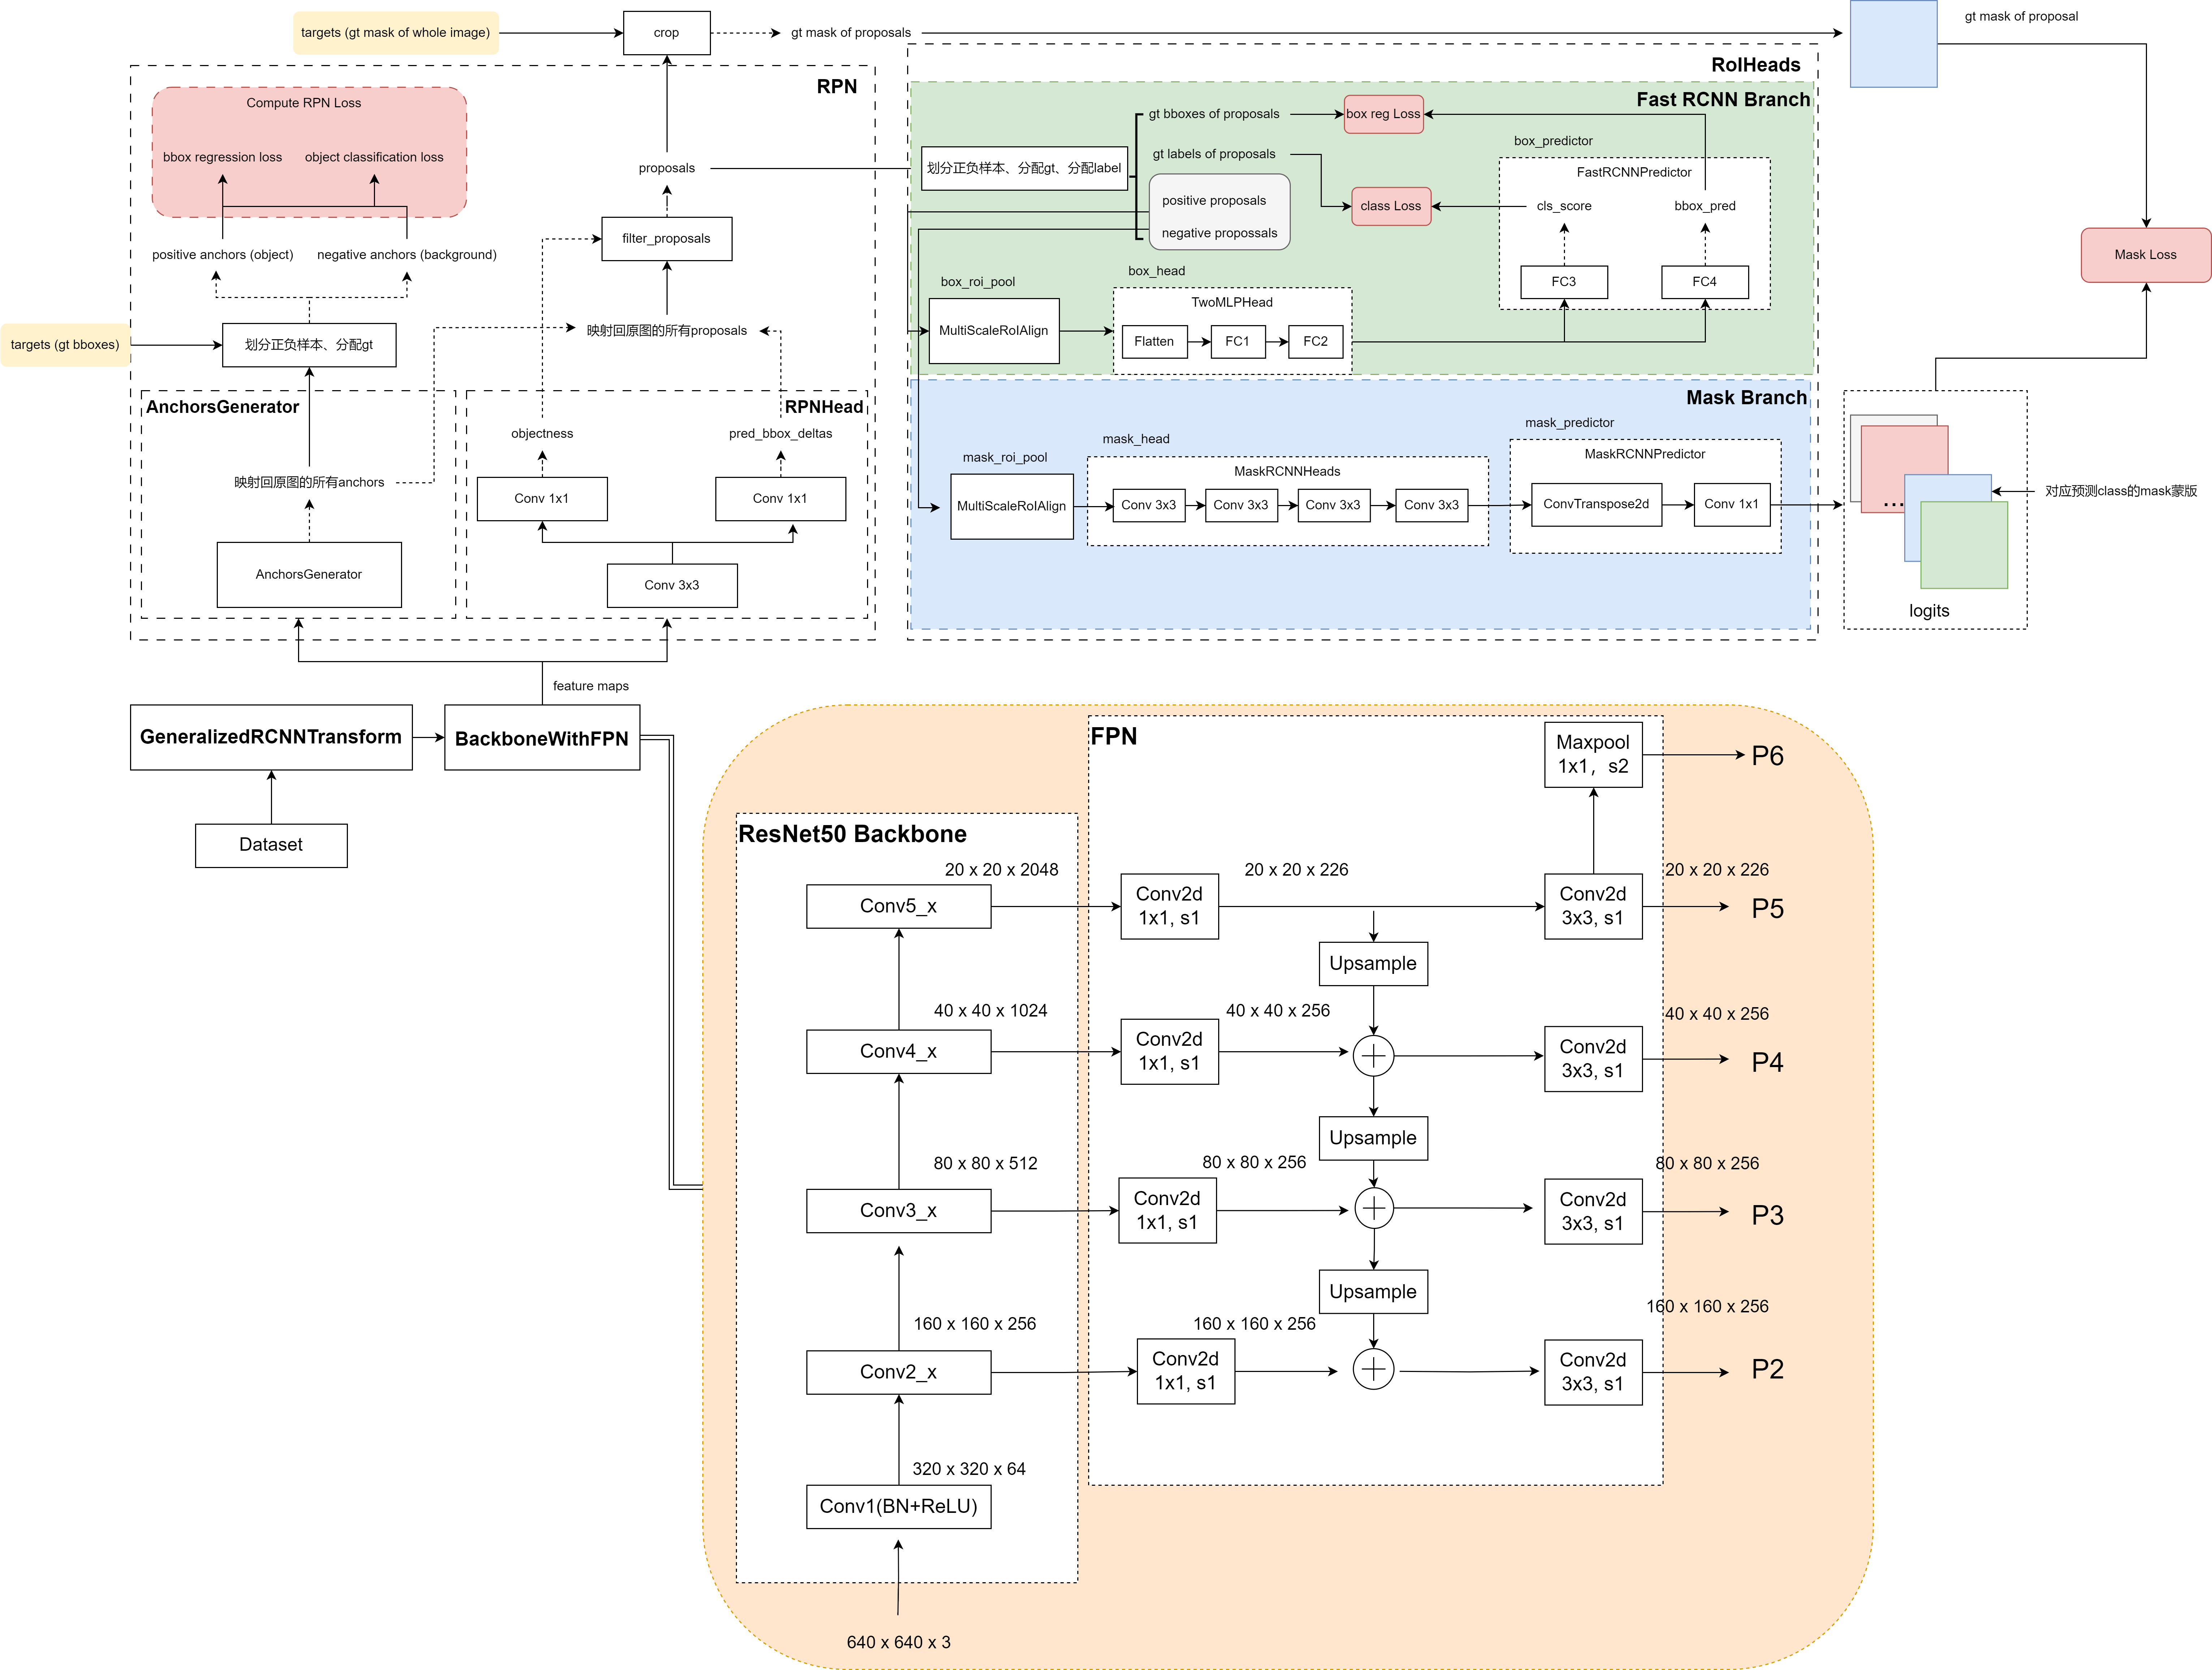 targets (gt mask of whole image)
crop
gt mask of proposals
gt mask of proposal
RPN
Compute RPN Loss
bbox regression loss
object classification loss
positive anchors (object)
negative anchors (background)
targets (gt bboxes)
划分正负样本、分配gt
proposals
filter_proposals
映射回原图的所有proposals
AnchorsGenerator
映射回原图的所有anchors
AnchorsGenerator
RPNHead
objectness
pred_bbox_deltas
Conv 1x1
Conv 1x1
Conv 3x3
RoIHeads
Fast RCNN Branch
划分正负样本、分配gt、分配label
gt bboxes of proposals
gt labels of proposals
positive proposals
negative propossals
box reg Loss
class Loss
box_predictor
FastRCNNPredictor
cls_score
bbox_pred
FC3
FC4
box_roi_pool
MultiScaleRoIAlign
box_head
TwoMLPHead
Flatten
FC1
FC2
Mask Branch
mask_roi_pool
MultiScaleRoIAlign
mask_head
MaskRCNNHeads
Conv 3x3
Conv 3x3
Conv 3x3
Conv 3x3
mask_predictor
MaskRCNNPredictor
ConvTranspose2d
Conv 1x1
Mask Loss
...
对应预测class的mask蒙版
logits
feature maps
GeneralizedRCNNTransform
BackboneWithFPN
Dataset
FPN
Maxpool
1x1，s2
P6
ResNet50 Backbone
20 x 20 x 2048
Conv5_x
Conv2d
1x1, s1
20 x 20 x 226
Conv2d
3x3, s1
20 x 20 x 226
P5
Upsample
40 x 40 x 1024
Conv4_x
Conv2d
1x1, s1
40 x 40 x 256
Conv2d
3x3, s1
40 x 40 x 256
P4
Upsample
80 x 80 x 512
Conv3_x
Conv2d
1x1, s1
80 x 80 x 256
Conv2d
3x3, s1
80 x 80 x 256
P3
Upsample
160 x 160 x 256
Conv2_x
Conv2d
1x1, s1
160 x 160 x 256
Conv2d
3x3, s1
160 x 160 x 256
P2
320 x 320 x 64
Conv1(BN+ReLU)
640 x 640 x 3